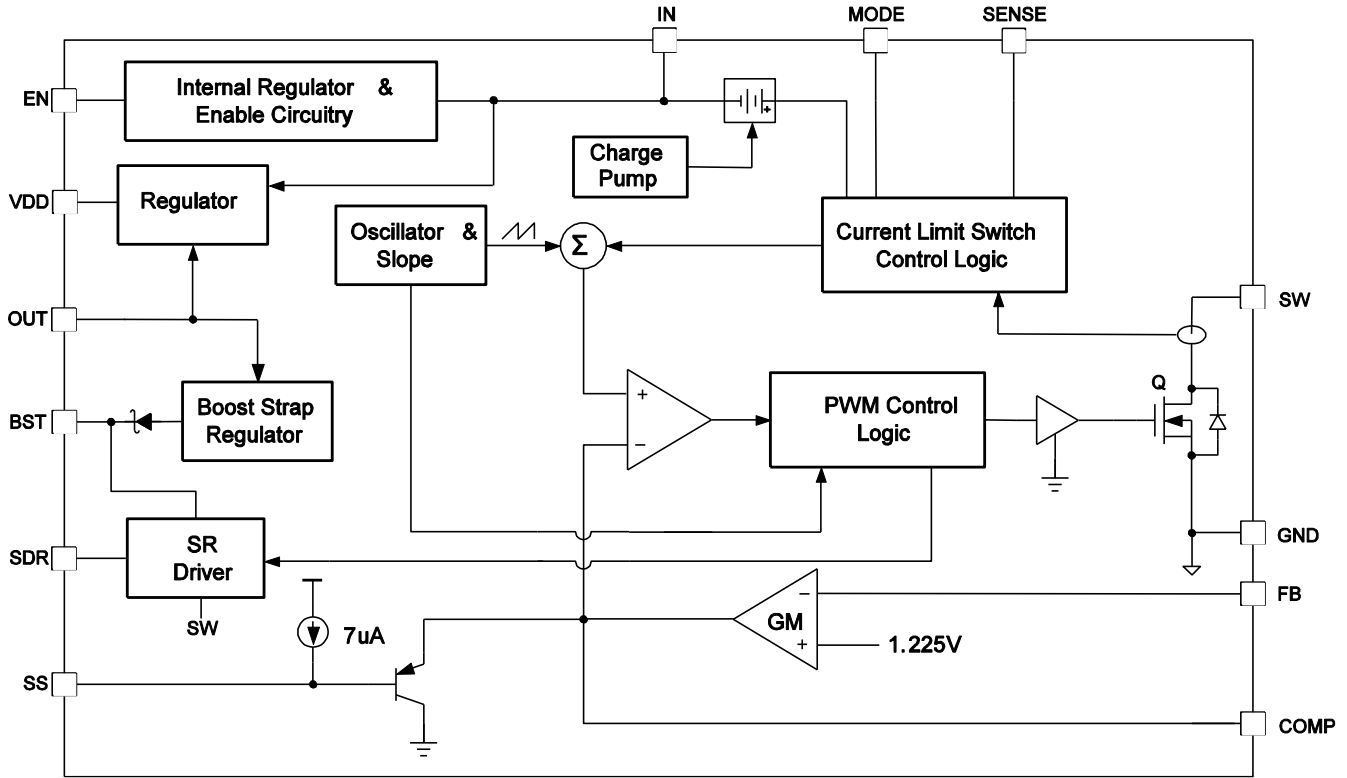 IN
MODE
SENSE
EN
Internal Regulator &
Enable Circuitry
+
Charge
Pump
VDD
Regulator
Oscillator &
Slope
Σ
Current Limit Switch
Control Logic
SW
OUT
Q
BST
Boost Strap
Regulator
+
−
PWM Control
Logic
GND
SDR
SR
Driver
SW
FB
−
GM
+
1.225V
7uA
SS
COMP